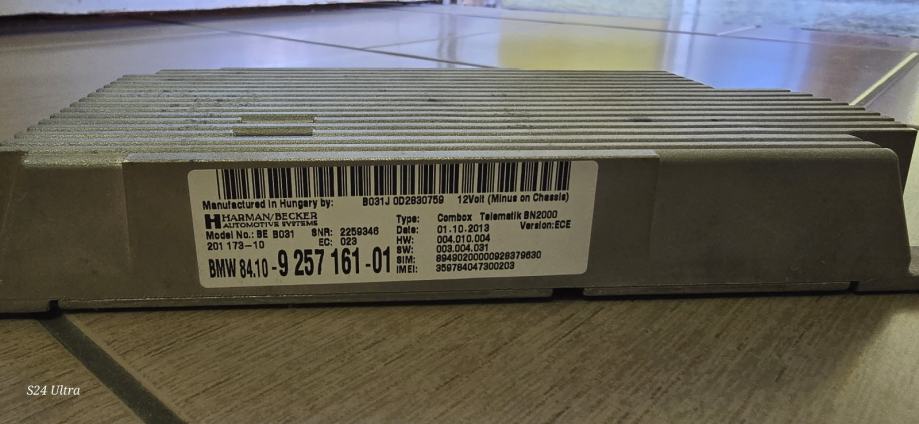 Manufactured in Hungary by: B031J 0D2830759 12Volt (Minus on Chassis)
HARMAN/BECKER
AUTOMOTIVE SYSTEMS
Model No.: BE B031 SNR: 2259346
201 173-10 EC: 023
BMW 84.10-9 257 161-01
Type: Combox Telematik BN2000
Date: 01.10.2013 Version:ECE
HW: 004.010.004
SW: 003.004.031
SIM: 89490200000928379630
IMEI: 359784047300203
S24 Ultra